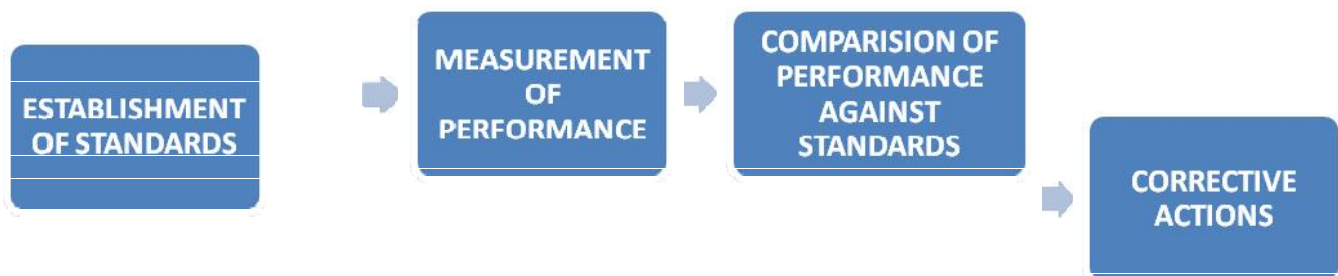 ESTABLISHMENT
OF STANDARDS
MEASUREMENT
OF
PERFORMANCE
COMPARISION OF
PERFORMANCE
AGAINST
STANDARDS
CORRECTIVE
ACTIONS